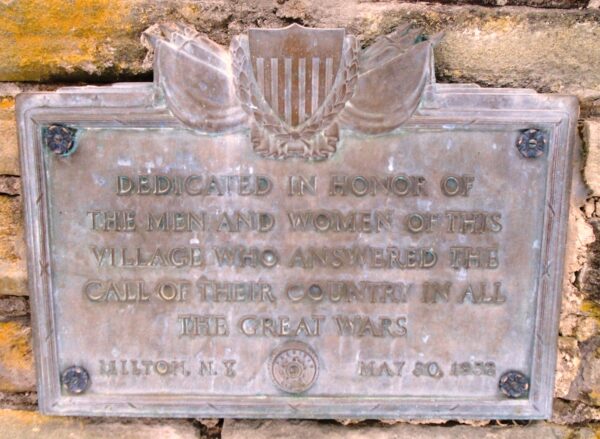 DEDICATED IN HONOR OF
THE MEN AND WOMEN OF THIS
VILLAGE WHO ANSWERED THE
CALL OF THEIR COUNTRY IN ALL
THE GREAT WARS
MILTON, N.Y. MAY 30, 1958